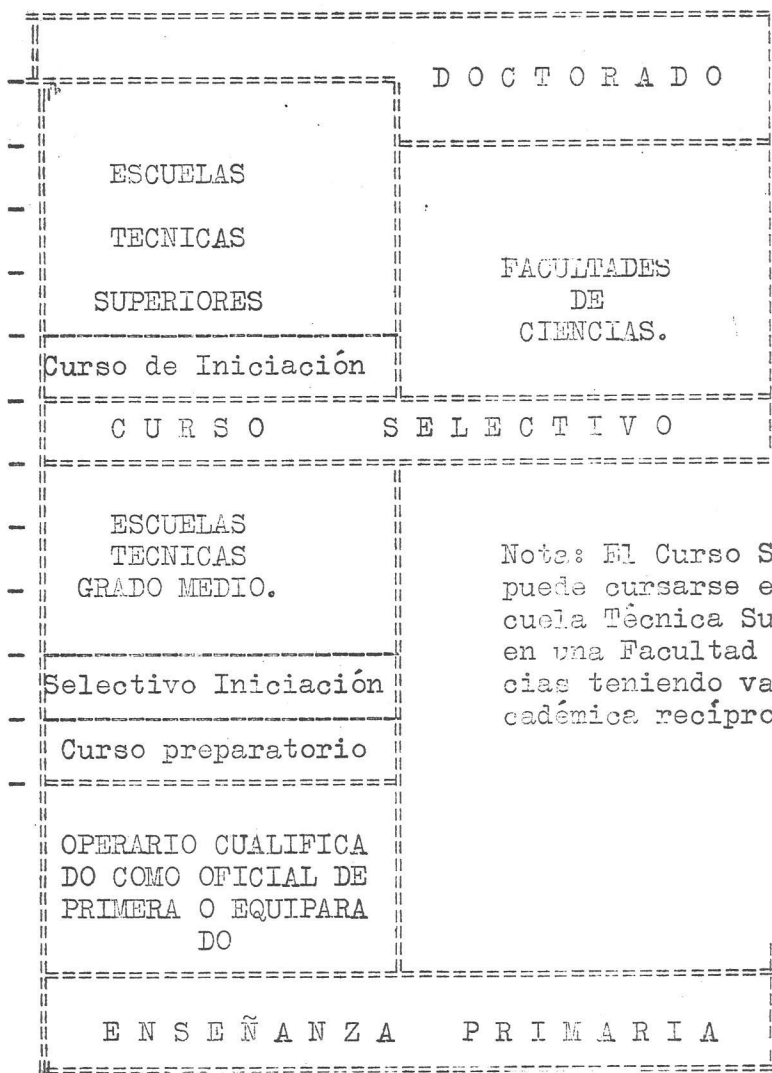 DOCTORADO
ESCUELAS
TECNICAS
SUPERIORES
Curso de Iniciación
FACULTADES
DE
CIENCIAS.
CURSO SELECTIVO
ESCUELAS
TECNICAS
GRADO MEDIO.
Selectivo Iniciación
Curso preparatorio
Nota: El Curso S
puede cursarse e
cuela Técnica Su
en una Facultad
cias teniendo va
cadémica recípro
OPERARIO CUALIFICA
DO COMO OFICIAL DE
PRIMERA O EQUIPARA
DO
ENSEÑANZA PRIMARIA